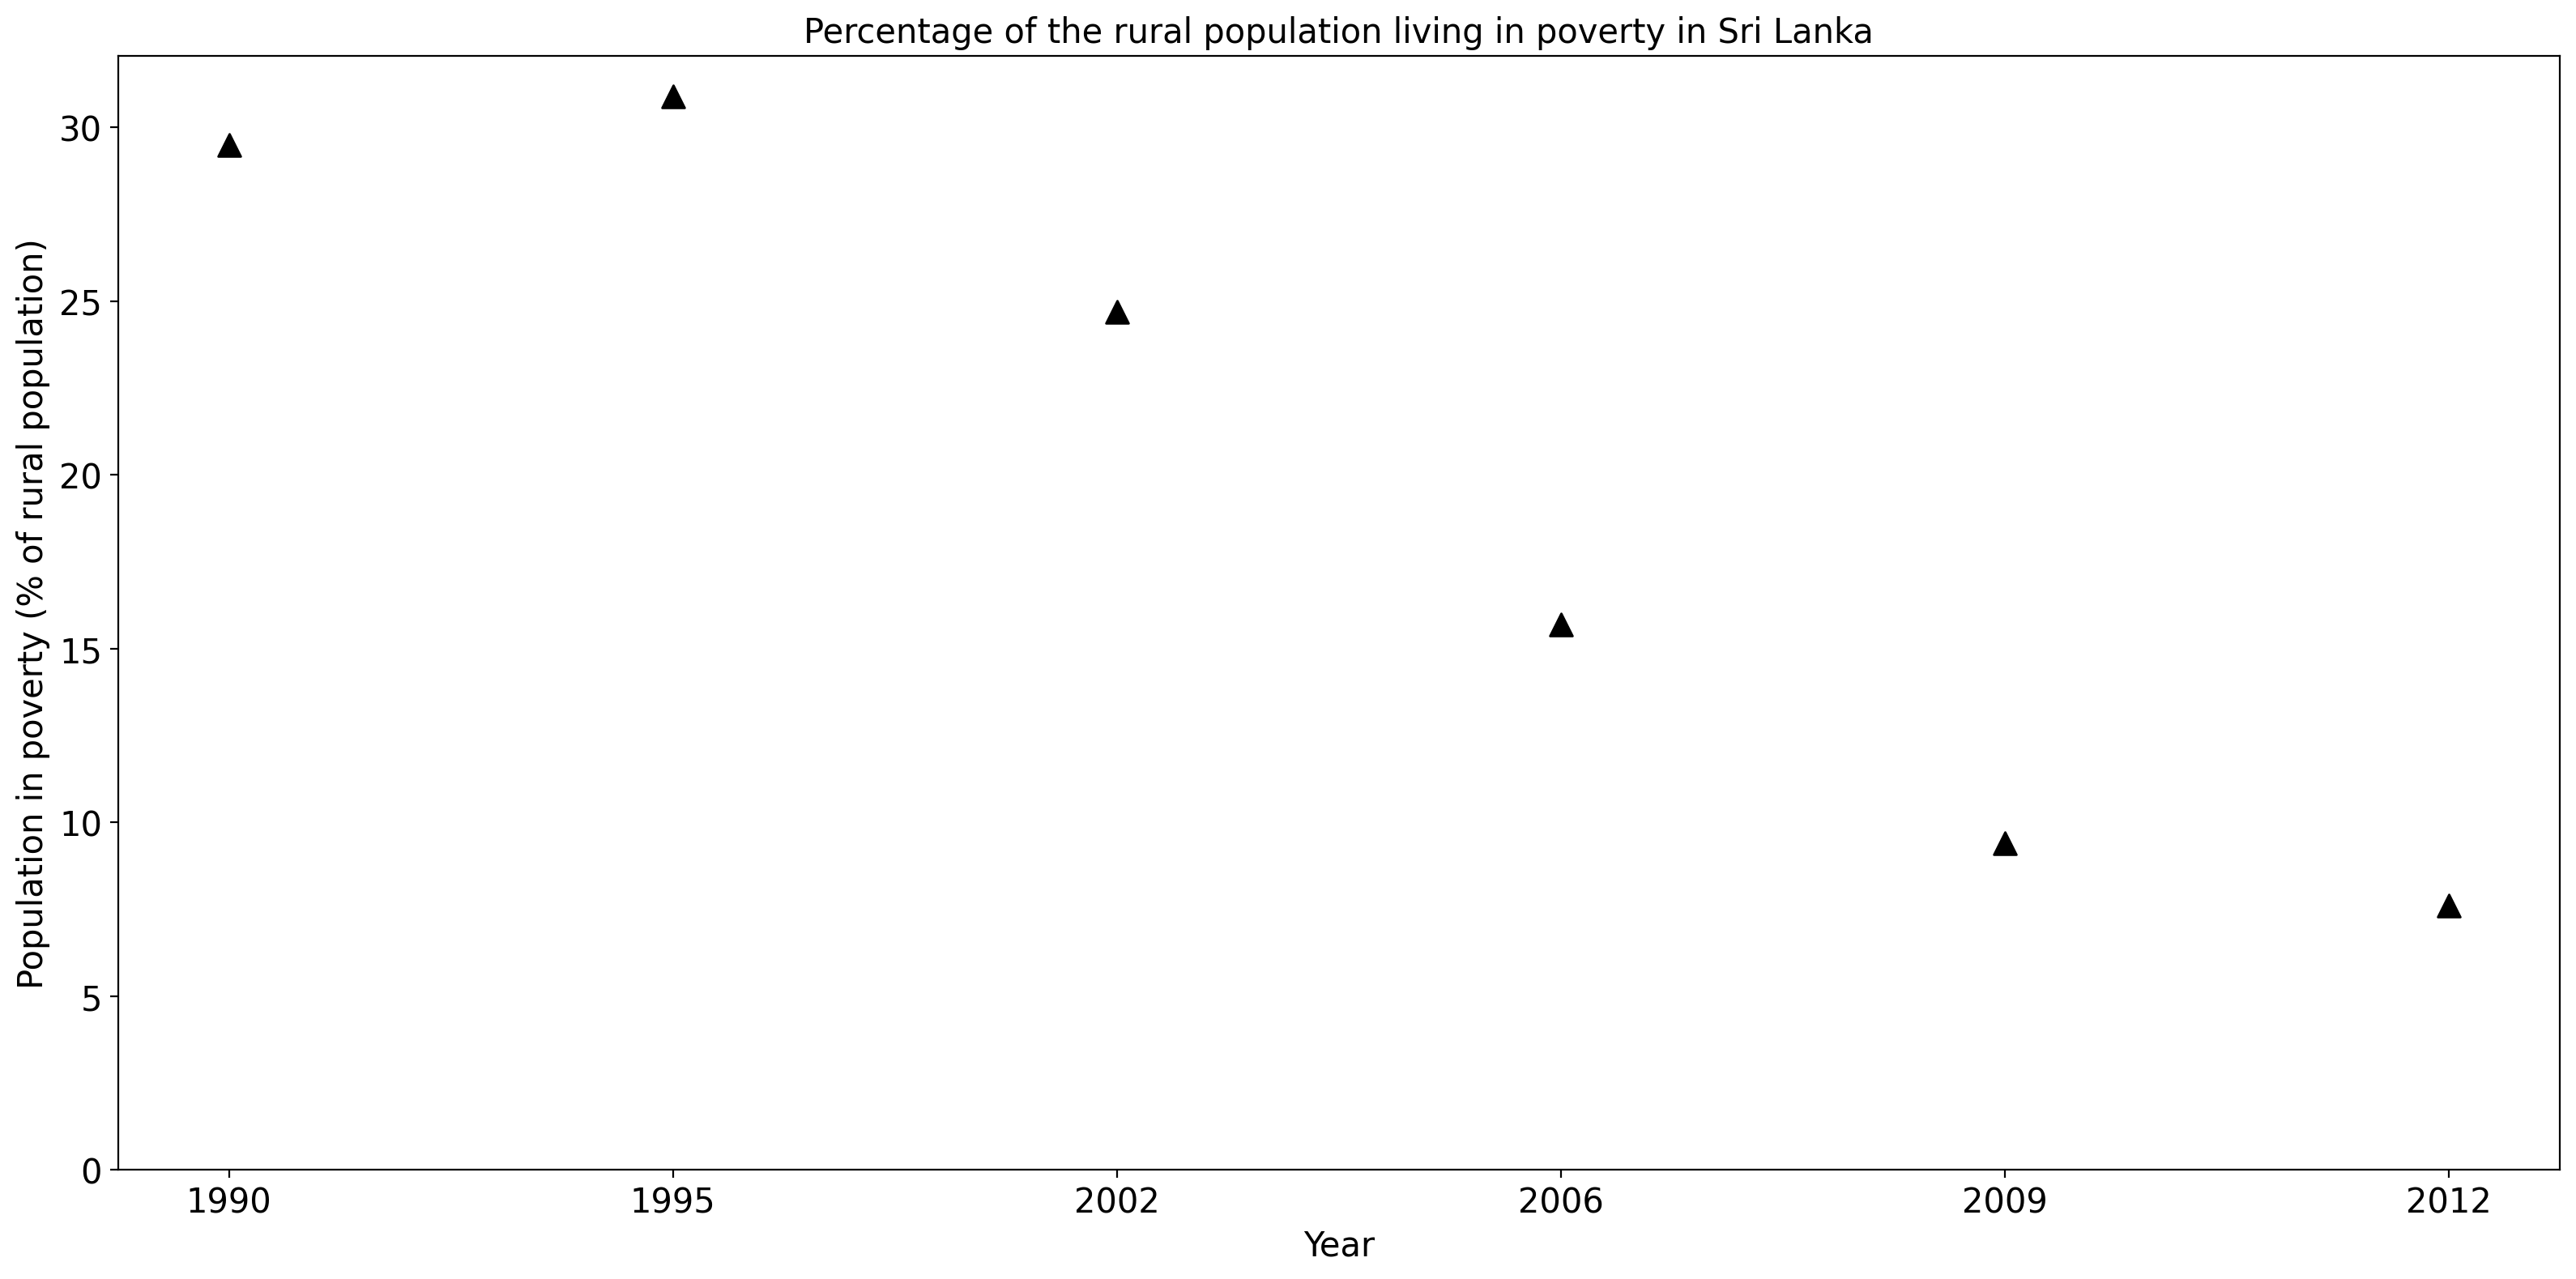 Percentage of the rural population living in poverty in Sri Lanka
Population in poverty (% of rural population)
30
25
20
15
10
5
0
1990 1995 2002 2006 2009 2012
Year